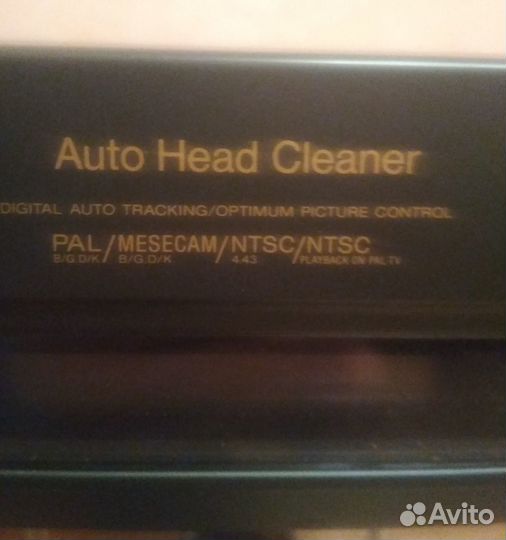 Auto Head Cleaner
DIGITAL AUTO TRACKING/OPTIMUM PICTURE CONTROL
PAL/MESECAM/NTSC/NTSC
B/G,D/K B/G,D/K 4.43 PLAYBACK ON PAL TV
Avito